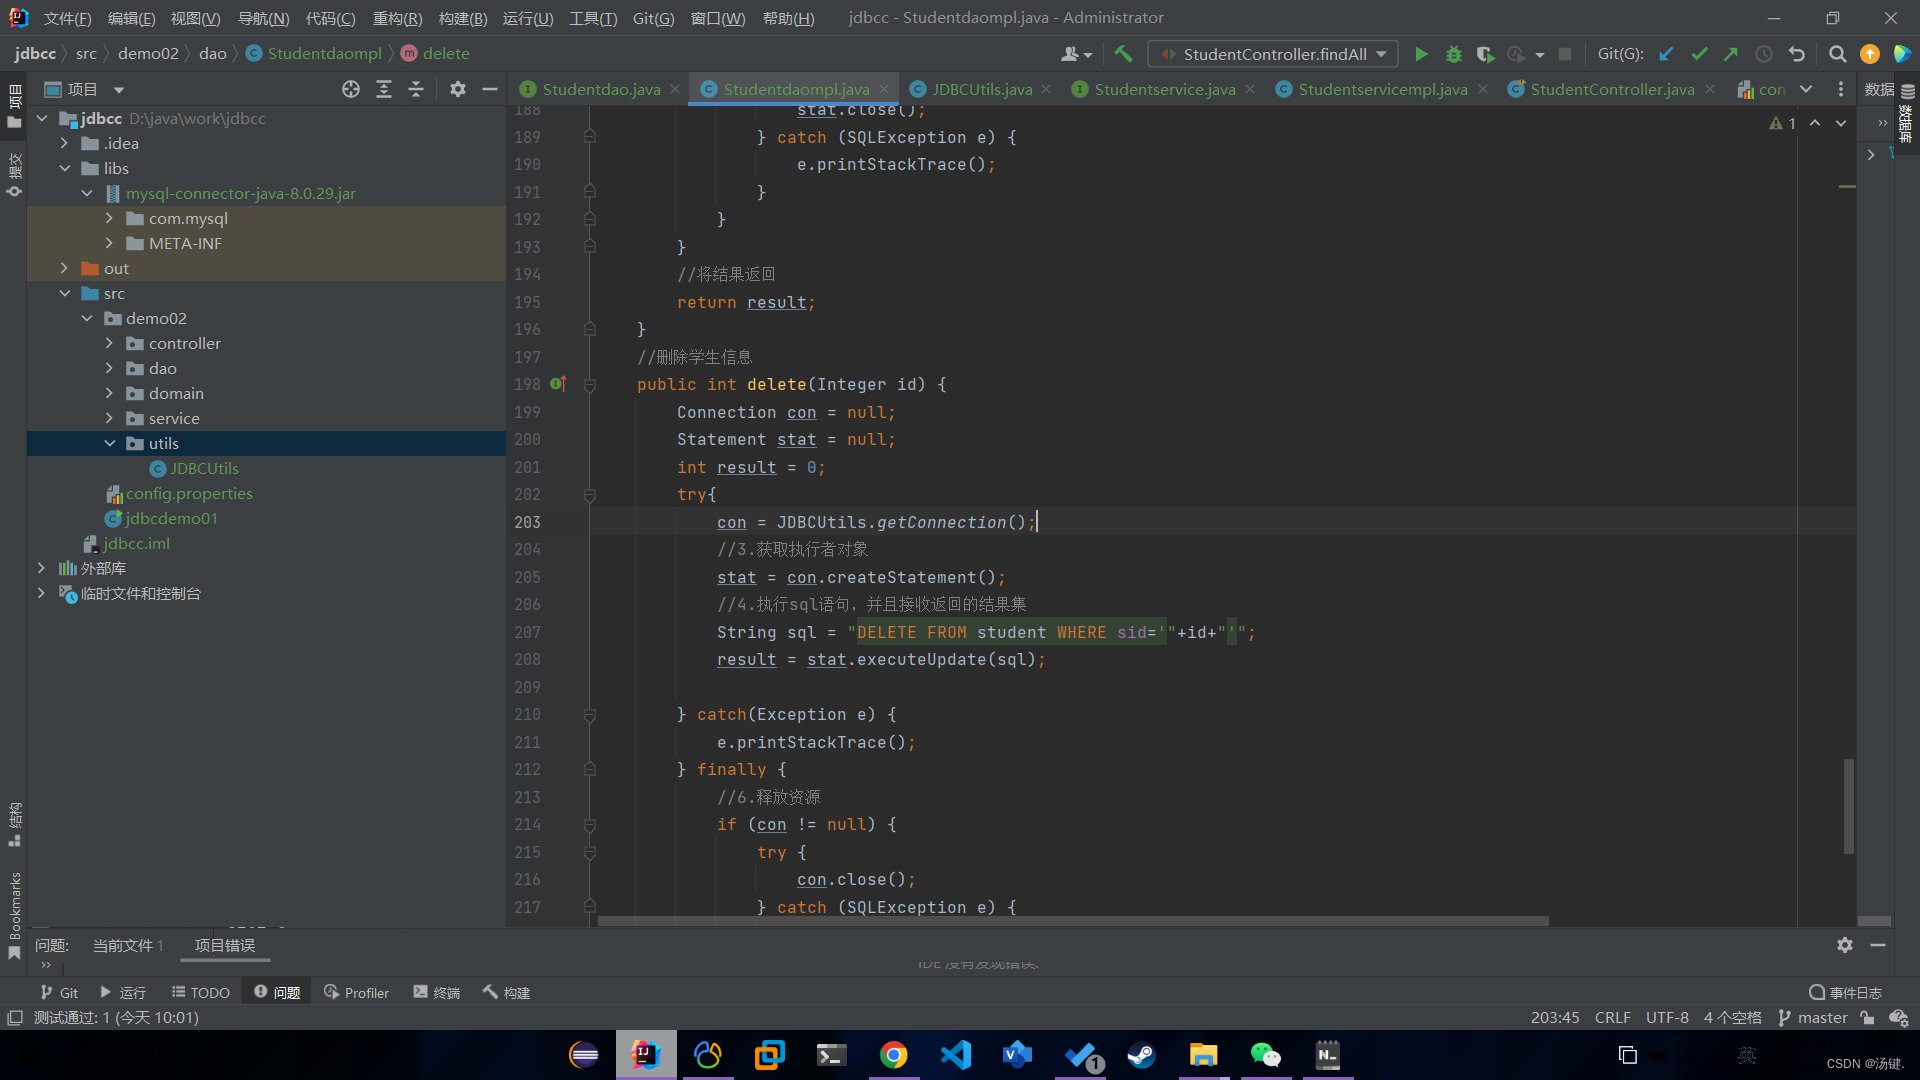 文件(F) 编辑(E) 视图(V) 导航(N) 代码(C) 重构(R) 构建(B) 运行(U) 工具(T) Git(G) 窗口(W) 帮助(H) jdbcc - Studentdaompl.java - Administrator
jdbcc src demo02 dao Studentdaompl delete StudentController.findAll Git(G):
项目 Studentdao.java Studentdaompl.java JDBCUtils.java Studentservice.java Studentservicempl.java StudentController.java con 数据
项目
提交
结构
Bookmarks
数据库
jdbcc D:\java\work\jdbcc
.idea
libs
mysql-connector-java-8.0.29.jar
com.mysql
META-INF
out
src
demo02
controller
dao
domain
service
utils
JDBCUtils
config.properties
jdbcdemo01
jdbcc.iml
外部库
临时文件和控制台
1
188 stat.close();
189 } catch (SQLException e) {
190 e.printStackTrace();
191 }
192 }
193 }
194 //将结果返回
195 return result;
196 }
197 //删除学生信息
198 public int delete(Integer id) {
199 Connection con = null;
200 Statement stat = null;
201 int result = 0;
202 try{
203 con = JDBCUtils.getConnection();
204 //3.获取执行者对象
205 stat = con.createStatement();
206 //4.执行sql语句，并且接收返回的结果集
207 String sql = "DELETE FROM student WHERE sid='"+id+"'";
208 result = stat.executeUpdate(sql);
209
210 } catch(Exception e) {
211 e.printStackTrace();
212 } finally {
213 //6.释放资源
214 if (con != null) {
215 try {
216 con.close();
217 } catch (SQLException e) {
问题: 当前文件 1 项目错误
IDE 没有发现错误.
Git 运行 TODO 问题 Profiler 终端 构建 事件日志
测试通过: 1 (今天 10:01) 203:45 CRLF UTF-8 4 个空格 master
1
英
CSDN @汤键.